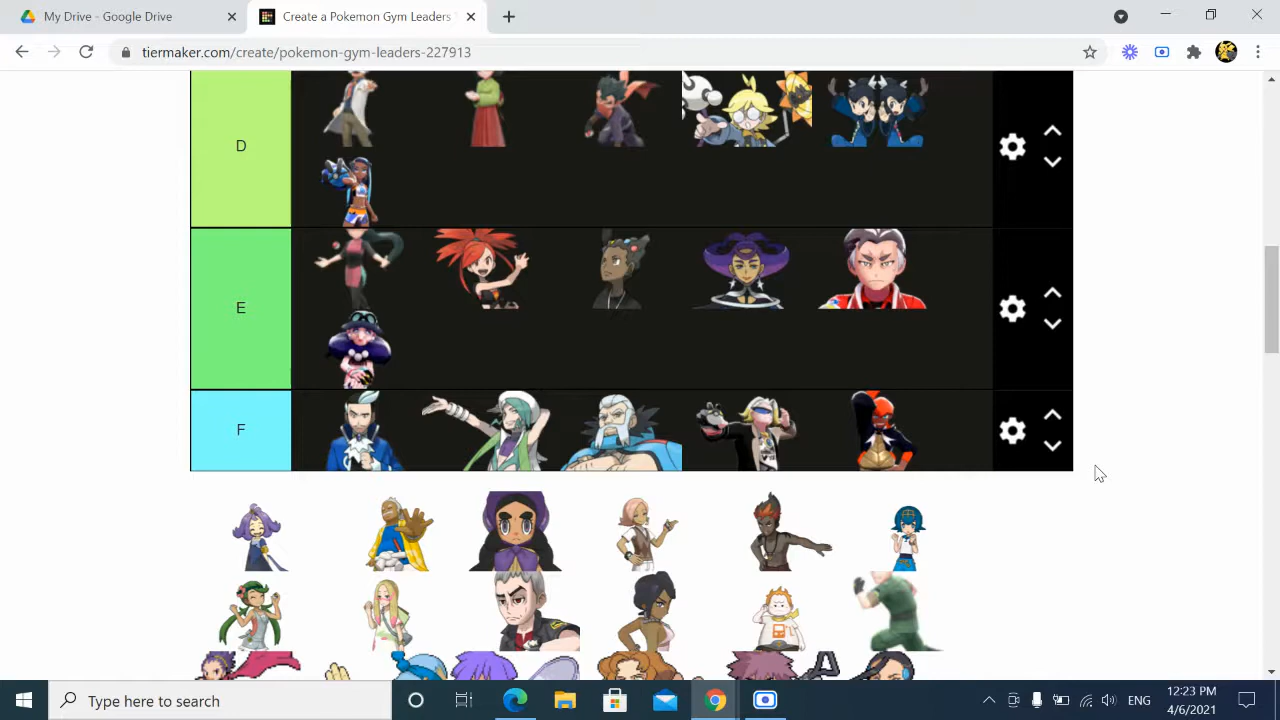 My Drive - Google Drive
Create a Pokemon Gym Leaders
tiermaker.com/create/pokemon-gym-leaders-227913
D
E
F
Type here to search
ENG
12:23 PM
4/6/2021